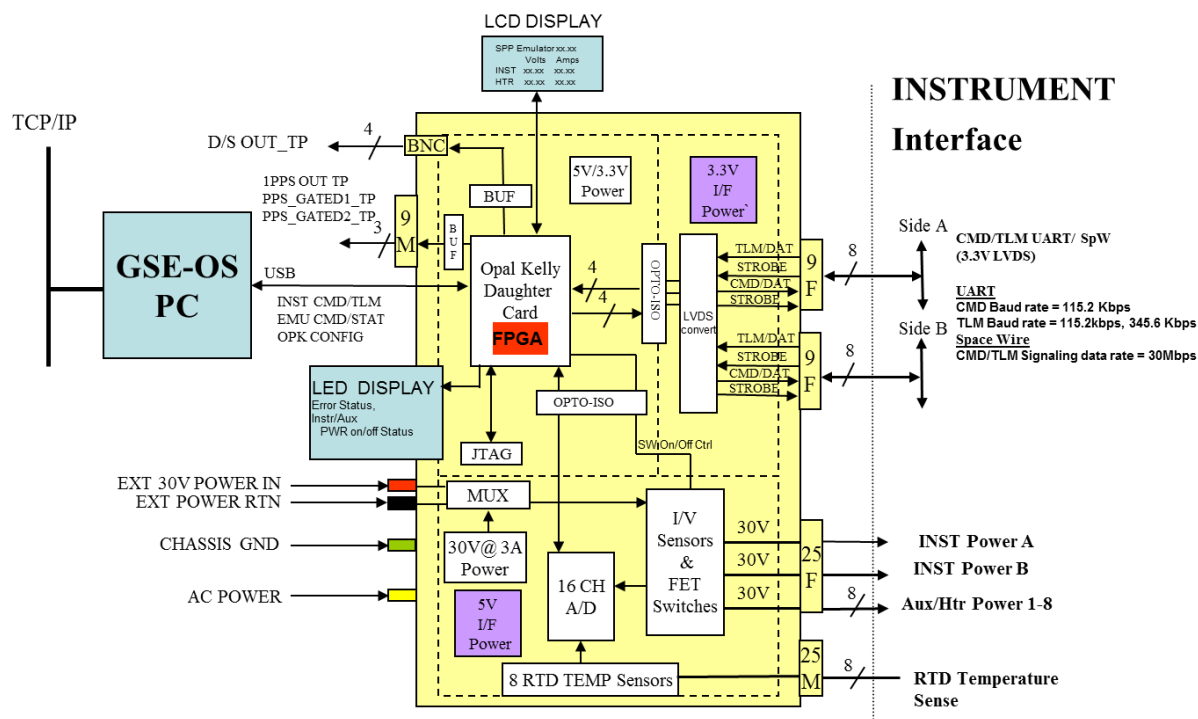 LCD DISPLAY
SPP Emulator xx.xx
Volts Amps
INST xx.xx xx.xx
HTR xx.xx xx.xx
INSTRUMENT
Interface
TCP/IP
D/S OUT_TP
4
BNC
1PPS OUT TP
PPS_GATED1_TP
PPS_GATED2_TP
3
9
M
BUF
BUF
5V/3.3V
Power
3.3V
I/F
Power`
GSE-OS
PC
USB
INST CMD/TLM
EMU CMD/STAT
OPK CONFIG
Opal Kelly
Daughter
Card
FPGA
4
4
OPTO-ISO
LVDS
convert
TLM/DAT
STROBE
CMD/DAT
STROBE
9
F
8
Side A
TLM/DAT
STROBE
CMD/DAT
STROBE
9
F
8
Side B
CMD/TLM UART/ SpW
(3.3V LVDS)
UART
CMD Baud rate = 115.2 Kbps
TLM Baud rate = 115.2kbps, 345.6 Kbps
Space Wire
CMD/TLM Signaling data rate = 30Mbps
LED DISPLAY
Error Status,
Instr/Aux
PWR on/off Status
OPTO-ISO
JTAG
SW On/Off Ctrl
EXT 30V POWER IN
EXT POWER RTN
CHASSIS GND
AC POWER
MUX
30V@ 3A
Power
5V
I/F
Power
16 CH
A/D
I/V
Sensors
&
FET
Switches
30V
30V
30V
25
F
8
INST Power A
INST Power B
Aux/Htr Power 1-8
8 RTD TEMP Sensors
25
M
8
RTD Temperature
Sense